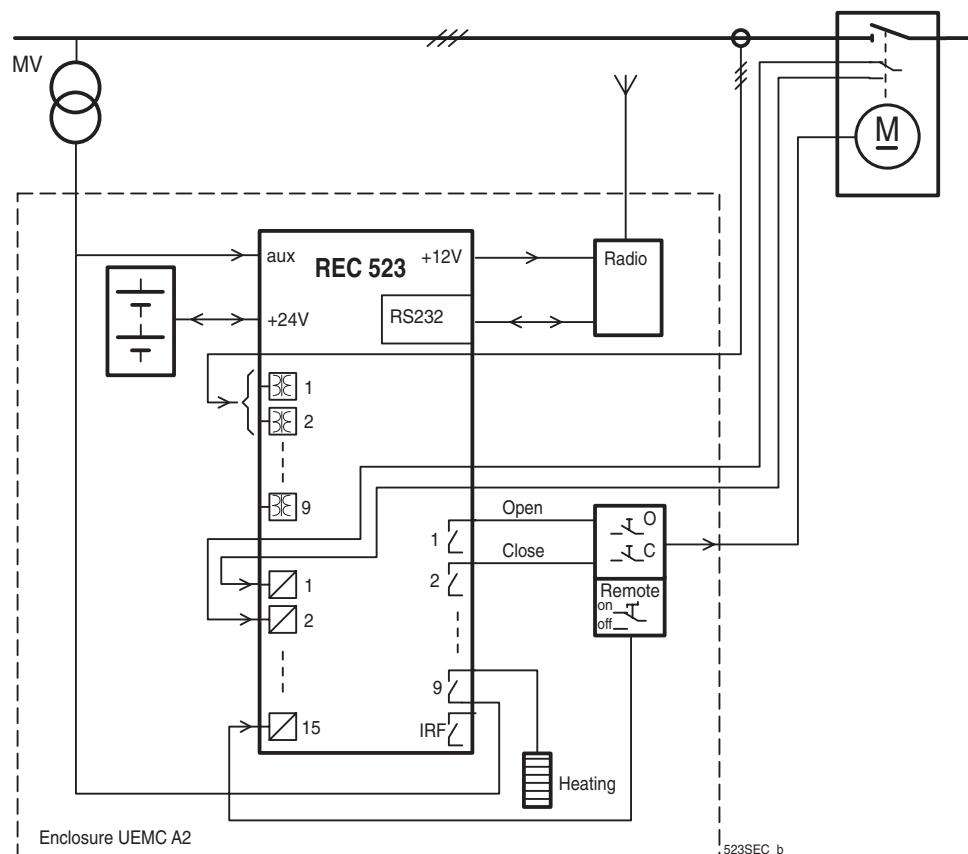 MV
M
aux
REC 523
+12V
Radio
+24V
RS232
1
2
9
Open
O
1
Close
C
1
2
2
Remote
on
off
9
15
IRF
Heating
Enclosure UEMC A2
523SEC_b